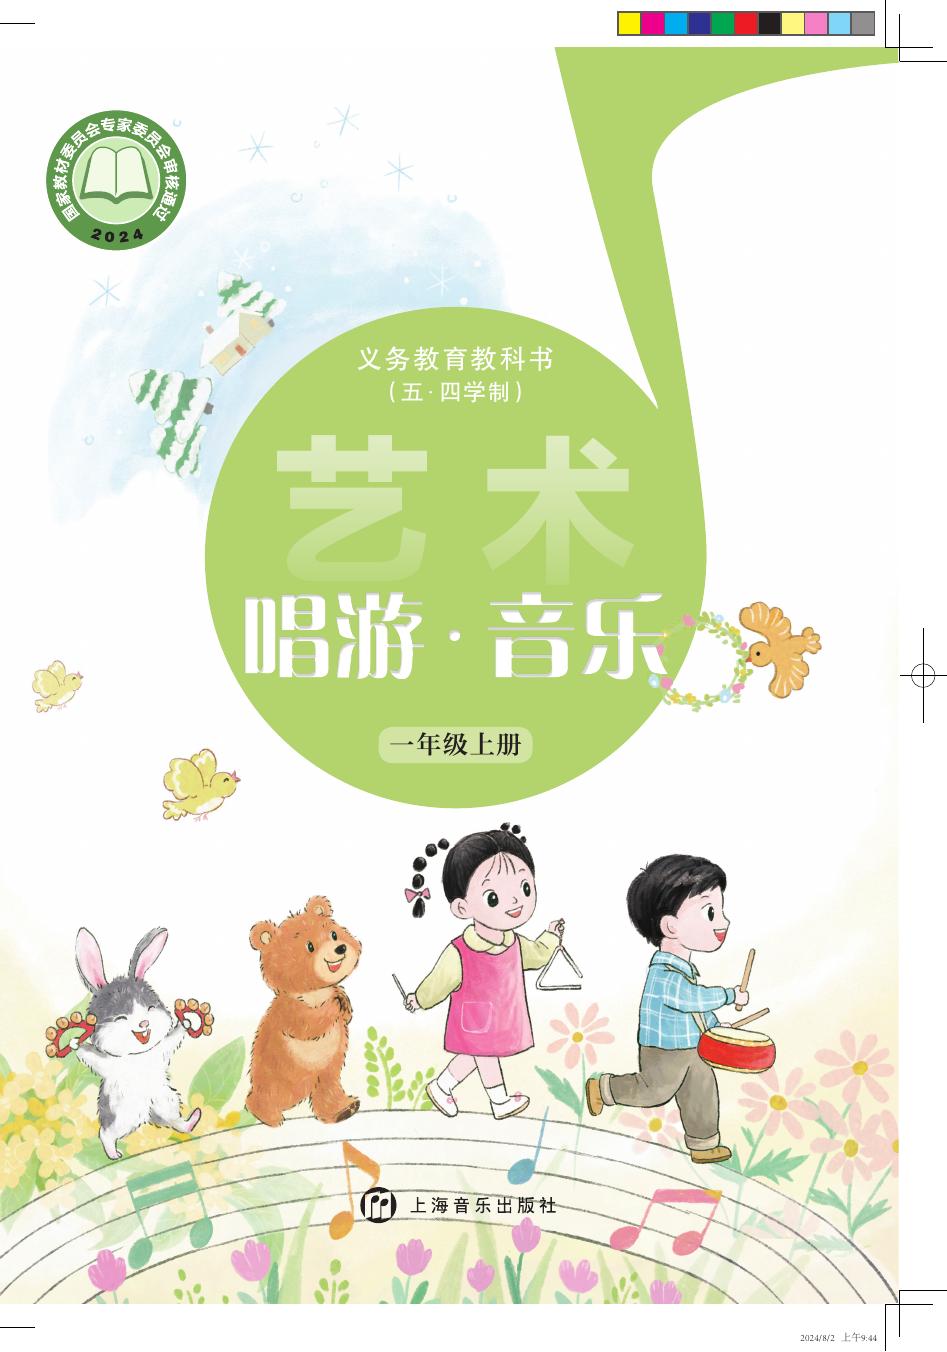 国家教材委员会专家委员会审核通过
2024
义务教育教科书
（五·四学制）
艺术
唱游·音乐
一年级上册
上海音乐出版社
2024/8/2 上午9:44